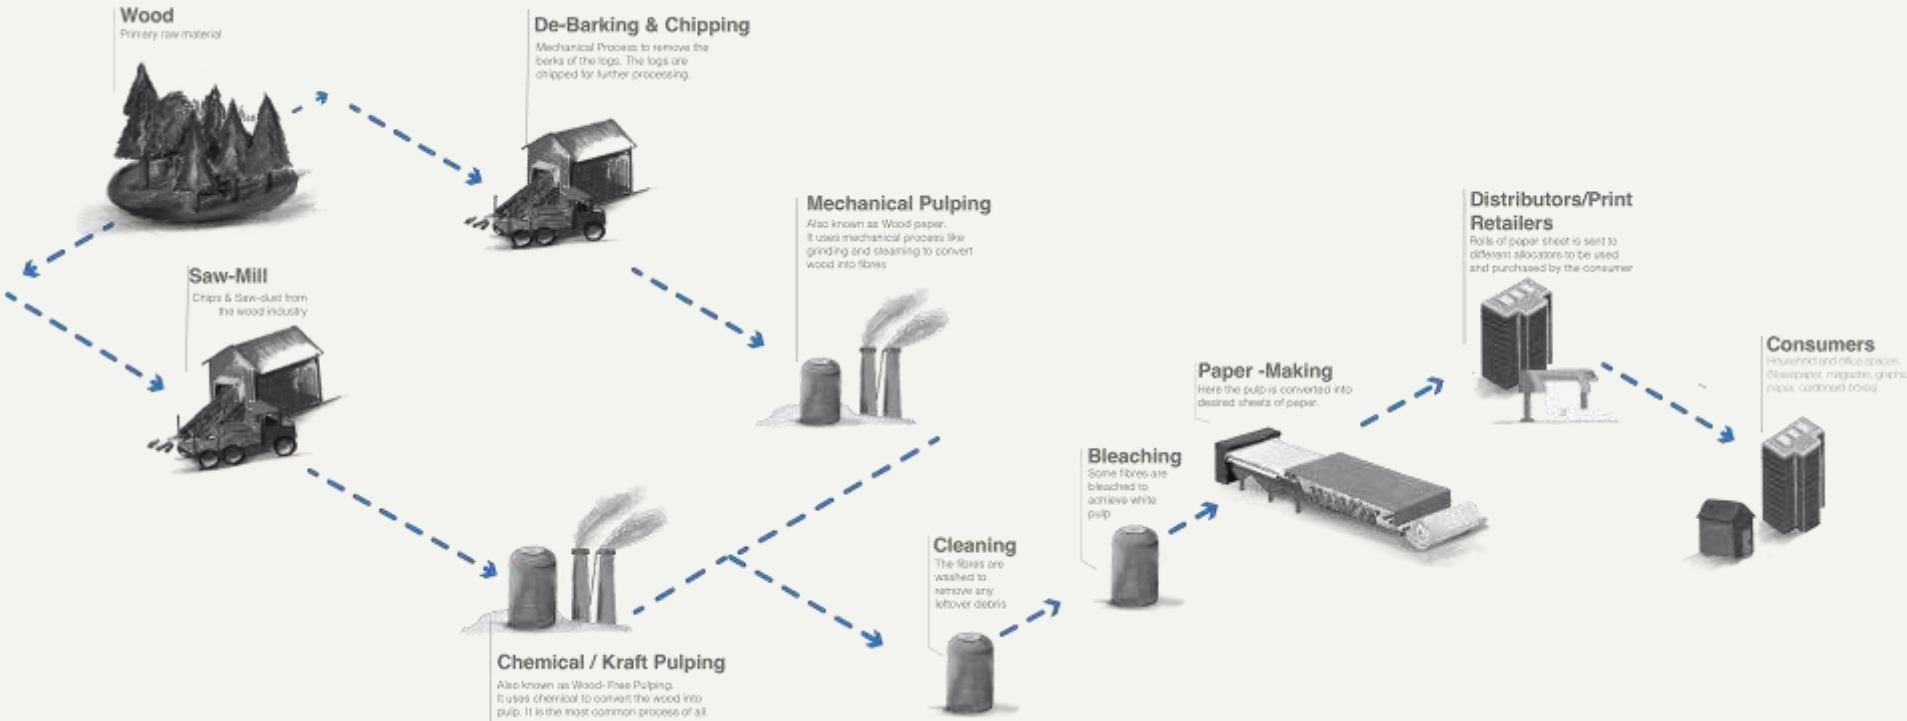 Wood
Primary raw material
De-Barking & Chipping
Mechanical Process to remove the
barks of the logs. The logs are
chipped for further processing.
Saw-Mill
Chips & Saw-dust from
the wood industry
Mechanical Pulping
Also known as Wood paper.
It uses mechanical process like
grinding and steaming to convert
wood into fibres
Chemical / Kraft Pulping
Also known as Wood- Free Pulping.
It uses chemical to convert the wood into
pulp. It is the most common process of all
Cleaning
The fibres are
washed to
remove any
leftover debris
Bleaching
Some fibres are
bleached to
achieve white
pulp
Paper -Making
Here the pulp is converted into
desired sheets of paper.
Distributors/Print
Retailers
Rolls of paper sheet is sent to
different allocators to be used
and purchased by the consumer
Consumers
Household and office spaces.
(Newspaper, magazine, graphic
paper, cardboard boxes)